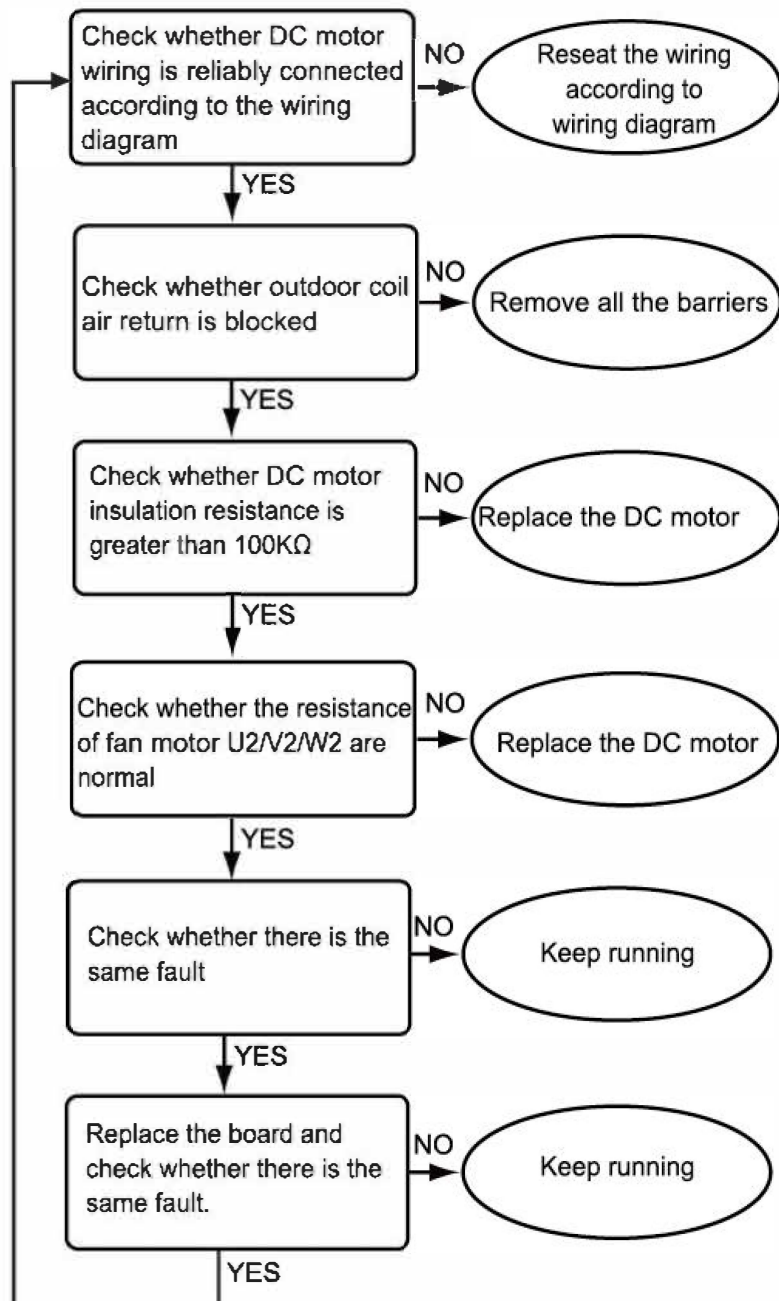 Check whether DC motor
wiring is reliably connected
according to the wiring
diagram
NO
Reseat the wiring
according to
wiring diagram
YES
Check whether outdoor coil
air return is blocked
NO
Remove all the barriers
YES
Check whether DC motor
insulation resistance is
greater than 100KΩ
NO
Replace the DC motor
YES
Check whether the resistance
of fan motor U2/V2/W2 are
normal
NO
Replace the DC motor
YES
Check whether there is the
same fault
NO
Keep running
YES
Replace the board and
check whether there is the
same fault.
NO
Keep running
YES